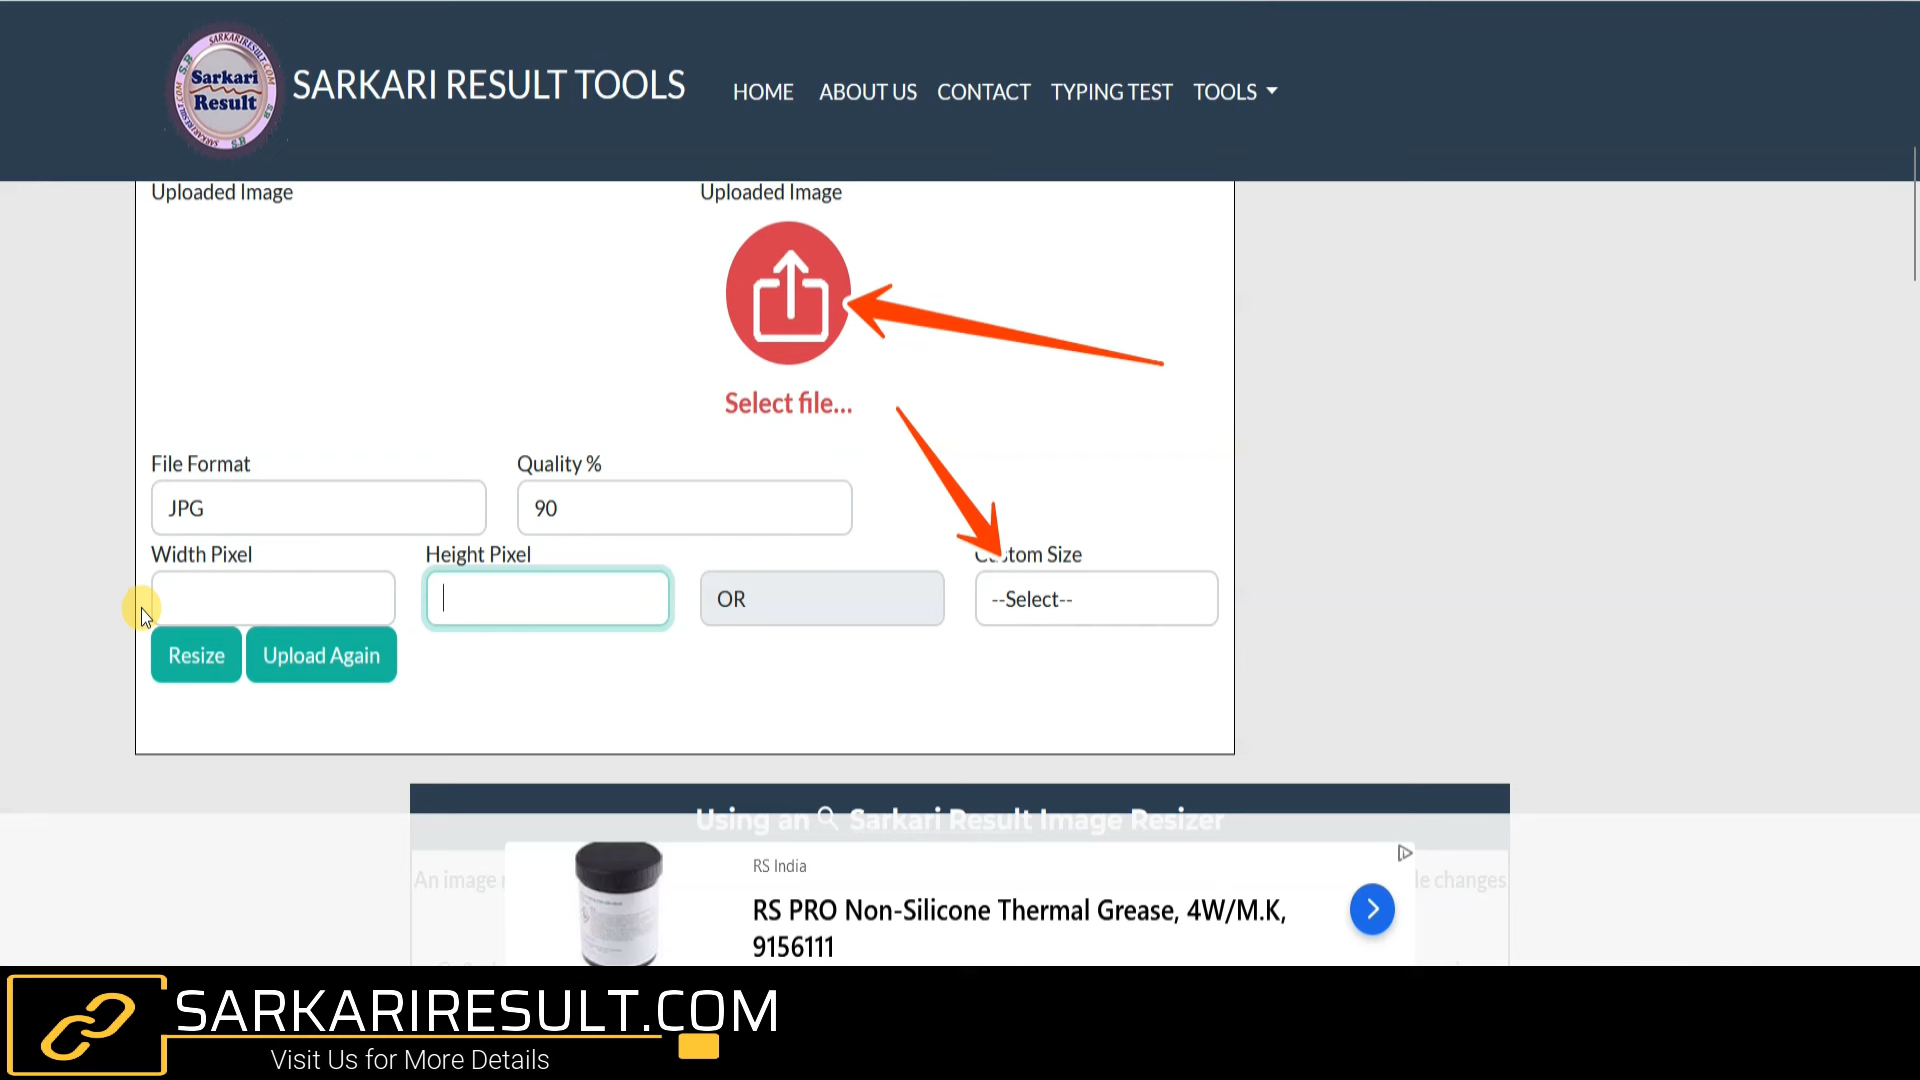 SARKARIRESULT.COM
Sarkari
Result
S.B
SARKARI RESULT TOOLS
HOME
ABOUT US
CONTACT
TYPING TEST
TOOLS
Uploaded Image
Uploaded Image
Select file...
File Format
Quality %
JPG
90
Width Pixel
Height Pixel
tom Size
OR
--Select--
Resize
Upload Again
Using an Sarkari Result Image Resizer
An image
le changes
RS India
RS PRO Non-Silicone Thermal Grease, 4W/M.K,
9156111
SARKARIRESULT.COM
Visit Us for More Details